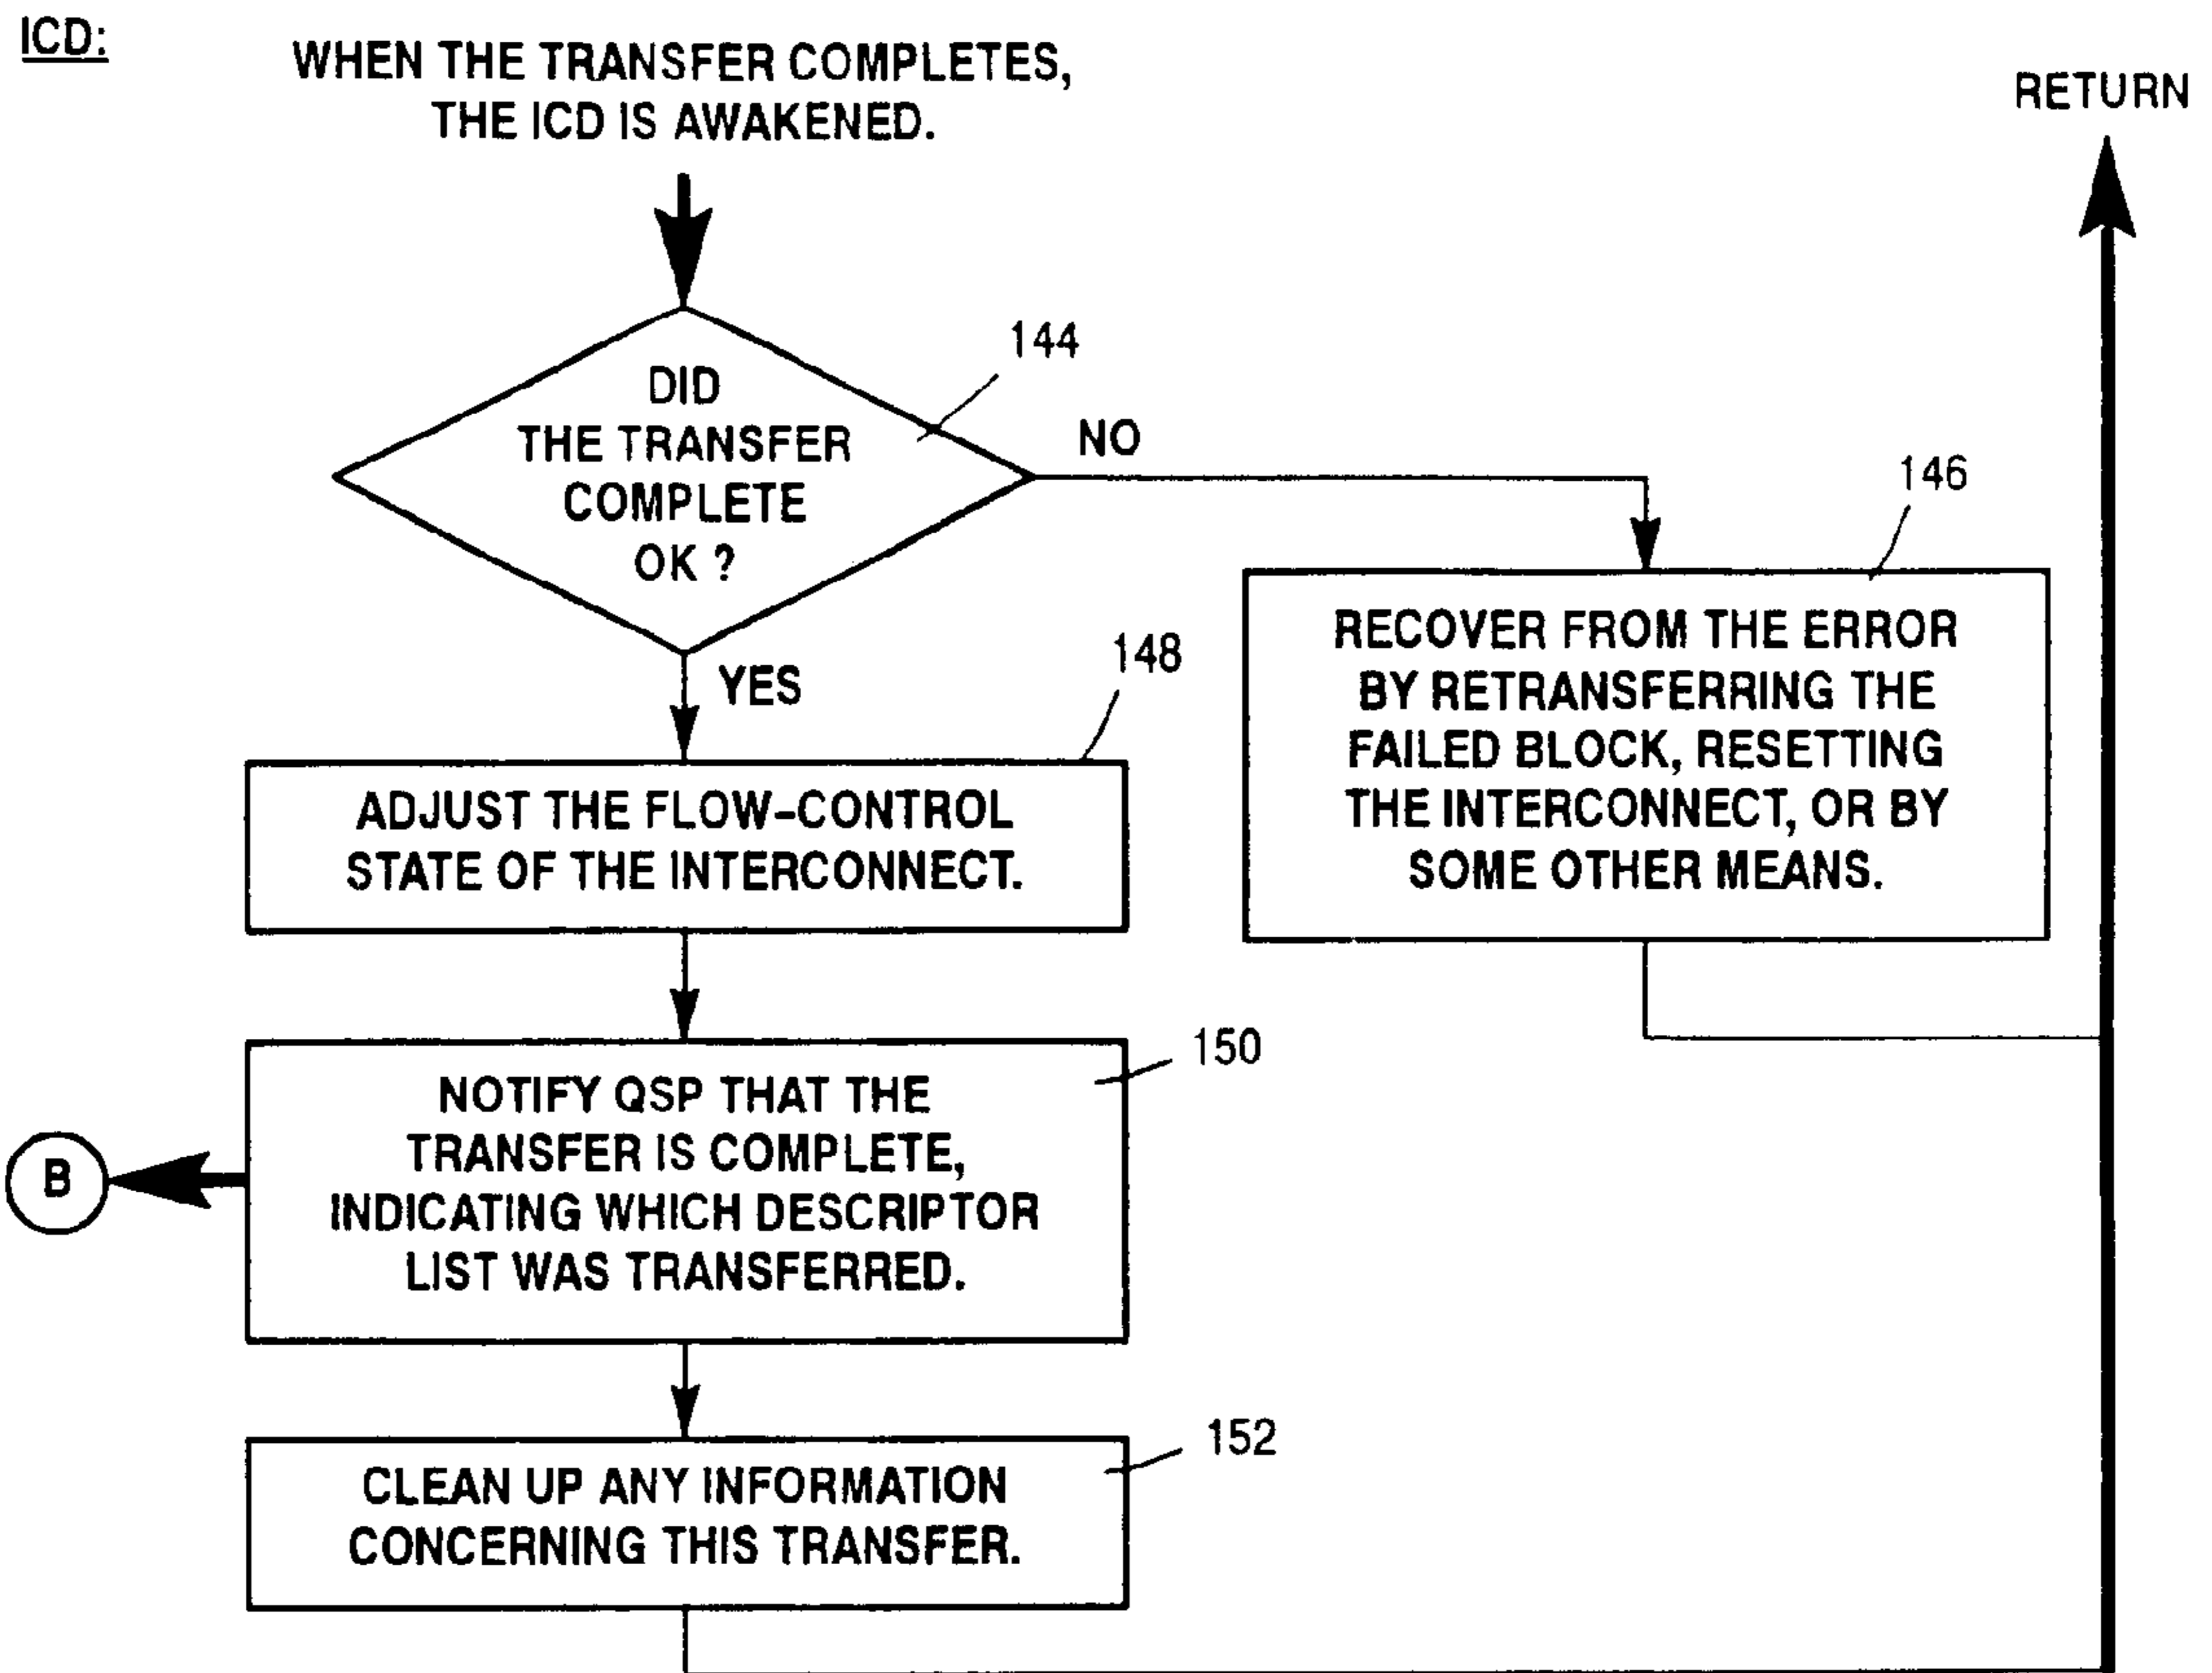 ICD:
WHEN THE TRANSFER COMPLETES,
THE ICD IS AWAKENED.
RETURN
144
DID
THE TRANSFER
COMPLETE
OK ?
NO
146
RECOVER FROM THE ERROR
BY RETRANSFERRING THE
FAILED BLOCK, RESETTING
THE INTERCONNECT, OR BY
SOME OTHER MEANS.
YES
148
ADJUST THE FLOW-CONTROL
STATE OF THE INTERCONNECT.
150
NOTIFY QSP THAT THE
TRANSFER IS COMPLETE,
INDICATING WHICH DESCRIPTOR
LIST WAS TRANSFERRED.
B
152
CLEAN UP ANY INFORMATION
CONCERNING THIS TRANSFER.